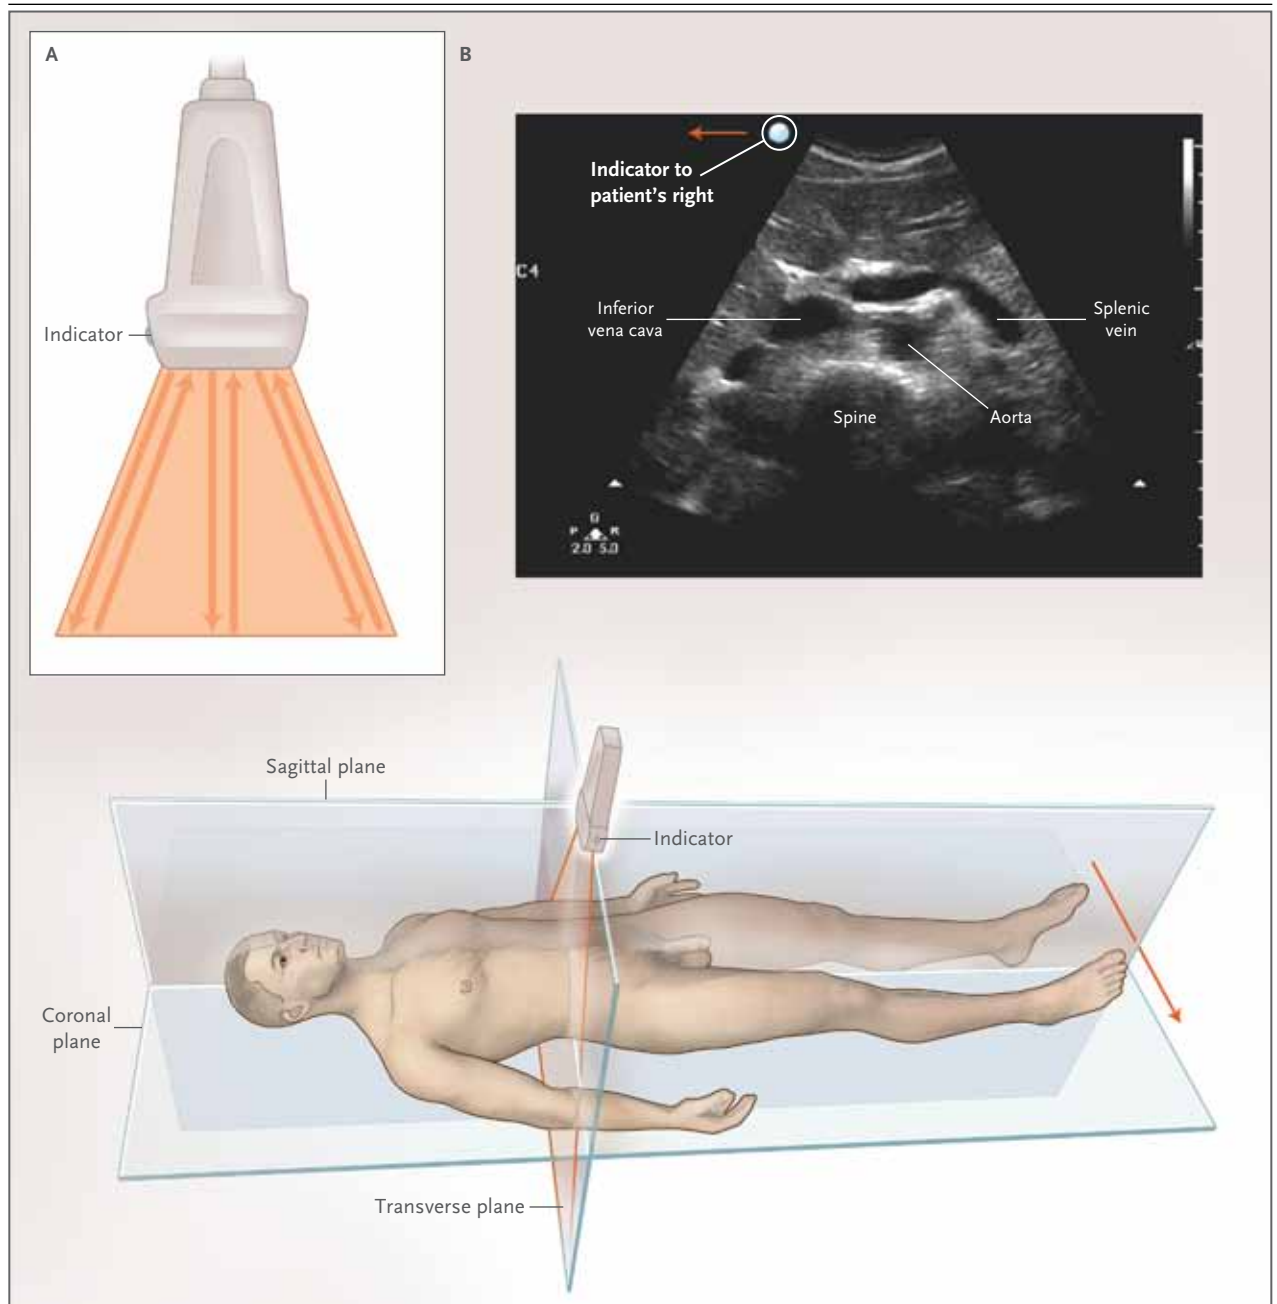 A
B
Indicator
Indicator to
patient's right
C4
Inferior
vena cava
Splenic
vein
Spine
Aorta
G
P R
2.0 5.0
Sagittal plane
Indicator
Coronal
plane
Transverse plane